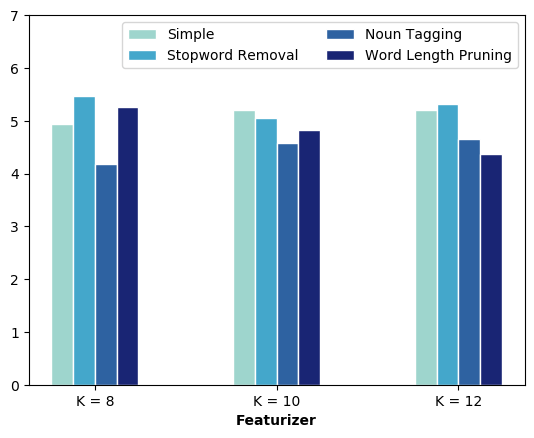 7
6
5
4
3
2
1
0
Simple
Stopword Removal
Noun Tagging
Word Length Pruning
K = 8
K = 10
K = 12
Featurizer